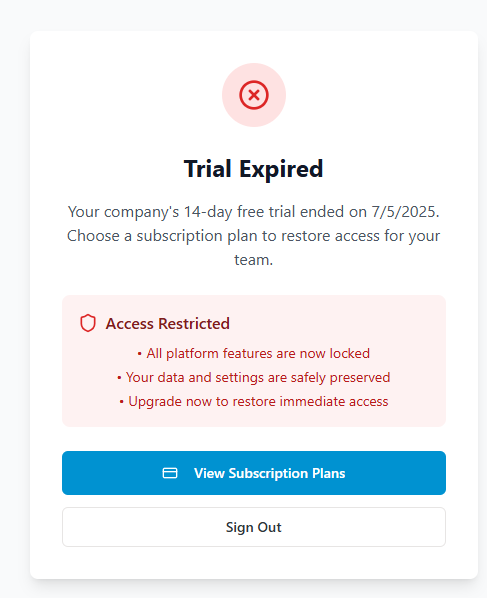 Trial Expired
Your company's 14-day free trial ended on 7/5/2025.
Choose a subscription plan to restore access for your
team.
Access Restricted
• All platform features are now locked
• Your data and settings are safely preserved
• Upgrade now to restore immediate access
View Subscription Plans
Sign Out